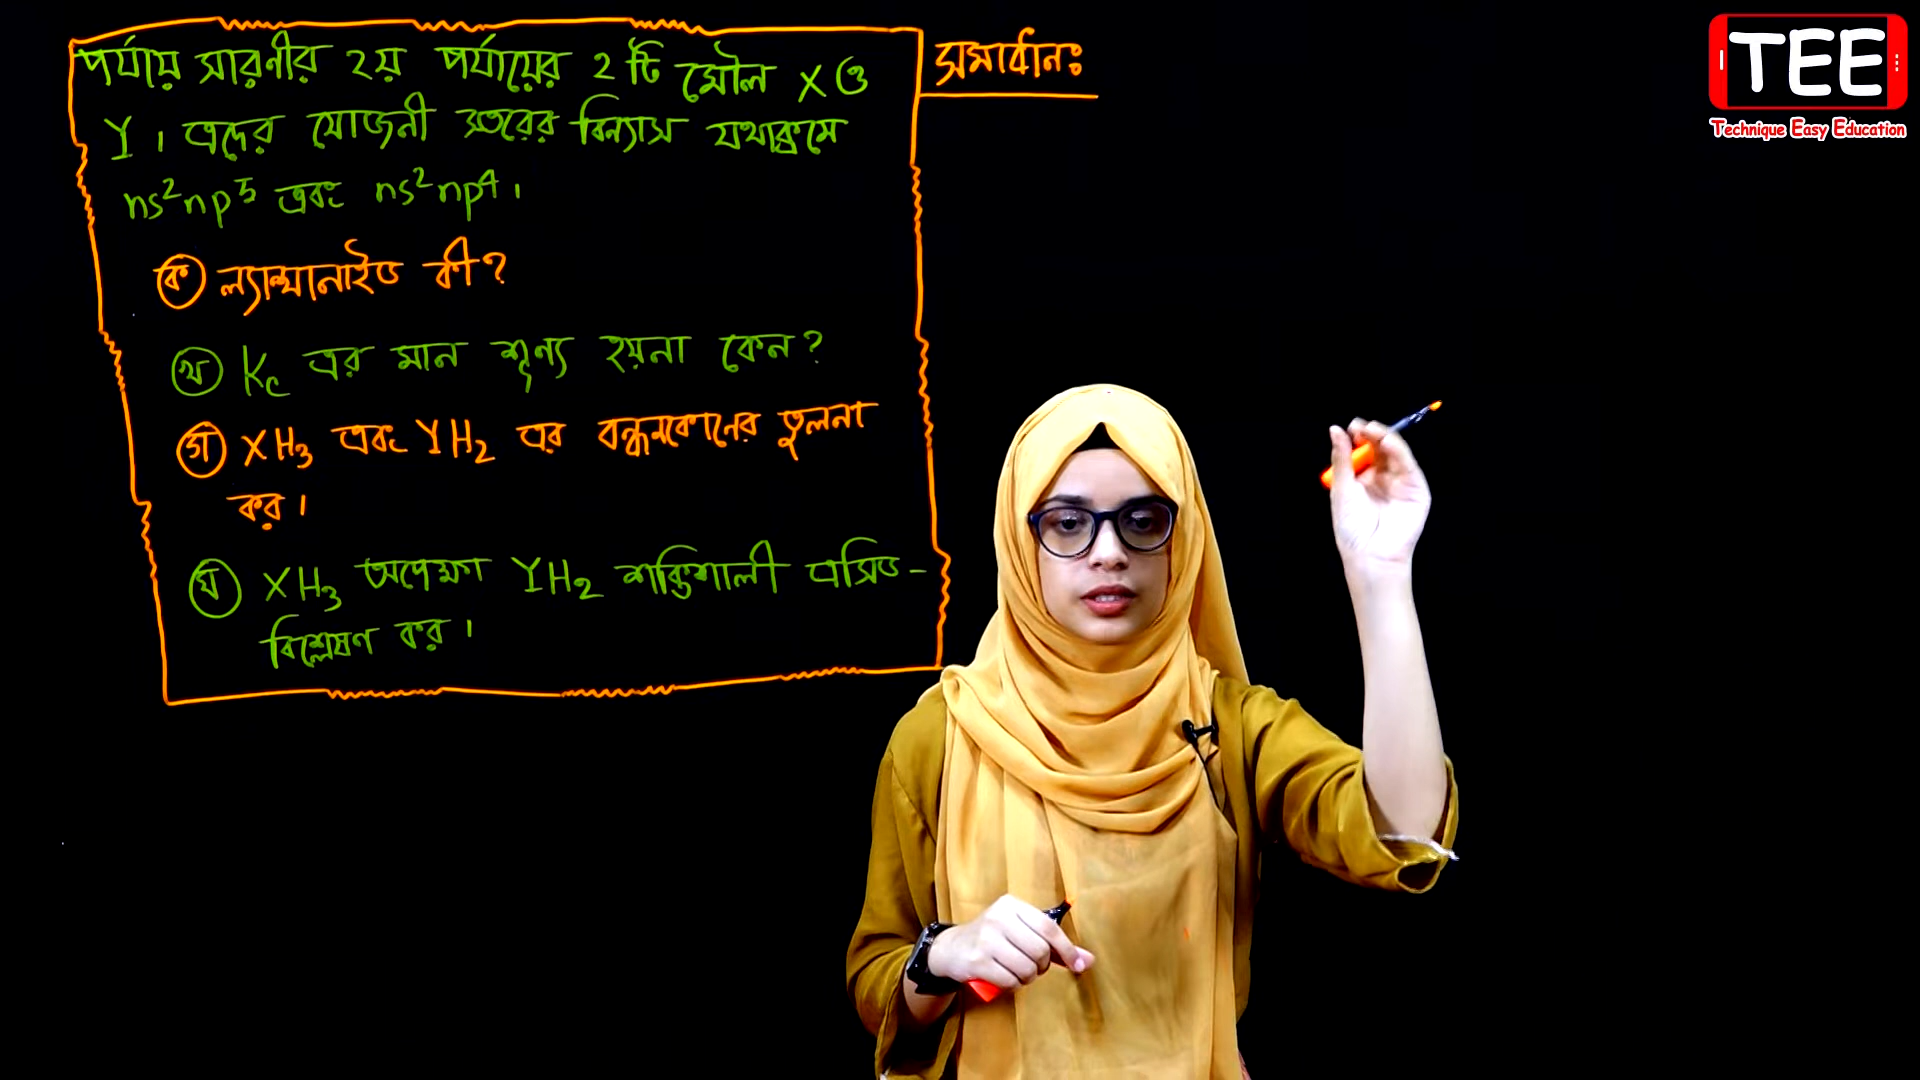 পর্যায় সারণীর ২য় পর্যায়ের 2 টি মৌল X ও
Y। এদের যোজনী স্তরের বিন্যাস যথাক্রমে
ns²np⁵ এবং ns²np⁴।
ক ল্যান্থানাইড কী?
খ Kc এর মান শূণ্য হয়না কেন?
গ XH₃ এবং YH₂ এর বন্ধনকোনের তুলনা
কর।
ঘ XH₃ অপেক্ষা YH₂ শক্তিশালী এসিড-
বিশ্লেষণ কর।
সমাধানঃ
TEE
Technique Easy Education